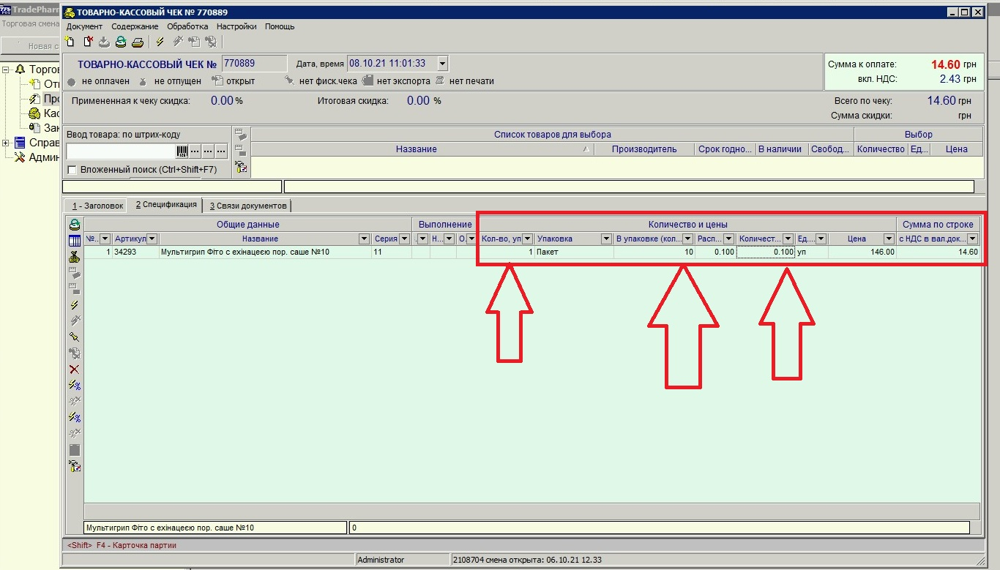 TradePharm
ТОВАРНО-КАССОВЫЙ ЧЕК № 770889
Торговая смена
Документ Содержание Обработка Настройки Помощь
Новая с
ТОВАРНО-КАССОВЫЙ ЧЕК № 770889 Дата, время 08.10.21 11:01:33
Сумма к оплате: 14.60 грн
вкл. НДС: 2.43 грн
не оплачен не отпущен открыт нет фиск.чека нет экспорта нет печати
Примененная к чеку скидка: 0.00 % Итоговая скидка: 0.00 % Всего по чеку: 14.60 грн
Сумма скидки: грн
Торгов
От
Про
Кас
Зак
Справ
Админ
Ввод товара: по штрих-коду
Вложенный поиск (Ctrl+Shift+F7)
Список товаров для выбора Выбор
Название Производитель Срок годно... В наличии Свобод... Количество Ед... Цена
1 - Заголовок 2 Спецификация 3 Связи документов
Общие данные Выполнение Количество и цены Сумма по строке
№.. Артикул Название Серия . Н... О. Кол-во, уп Упаковка В упаковке (кол... Расп... Количест... Ед... Цена с НДС в вал.док...
1 34293 Мультигрип Фіто с ехінацеєю пор. саше №10 11 1 Пакет 10 0.100 0.100 уп 146.00 14.60
Мультигрип Фіто с ехінацеєю пор. саше №10 0
<Shift> F4 - Карточка партии
Administrator 2108704 смена открыта: 06.10.21 12.33